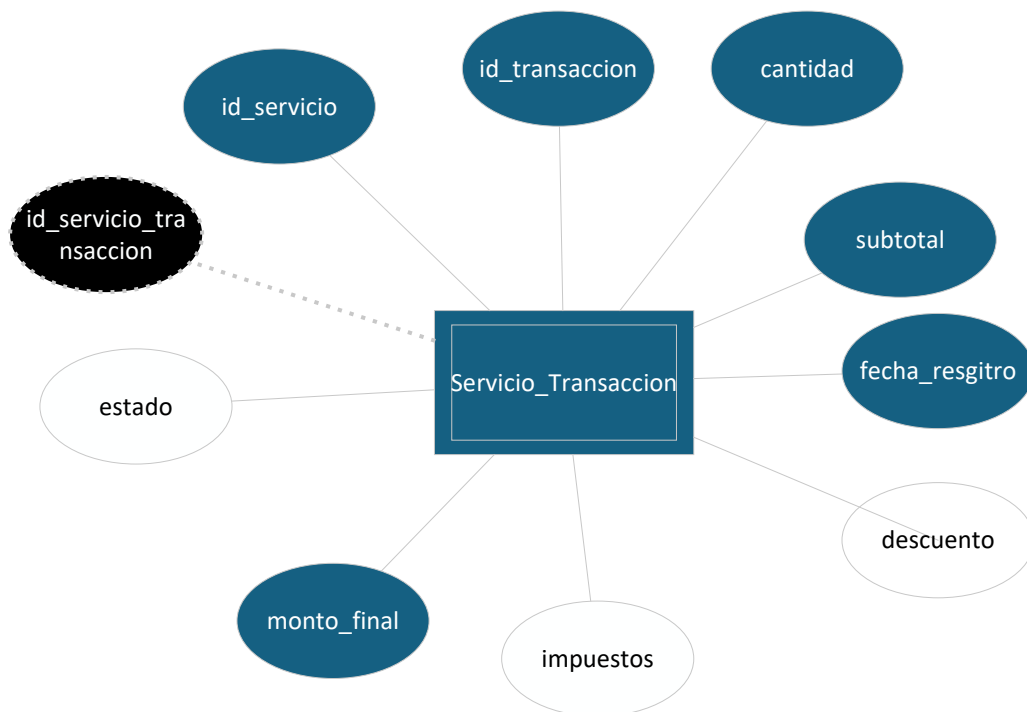 id_transaccion
cantidad
id_servicio
id_servicio_tra
nsaccion
subtotal
Servicio_Transaccion
fecha_resgitro
estado
descuento
monto_final
impuestos